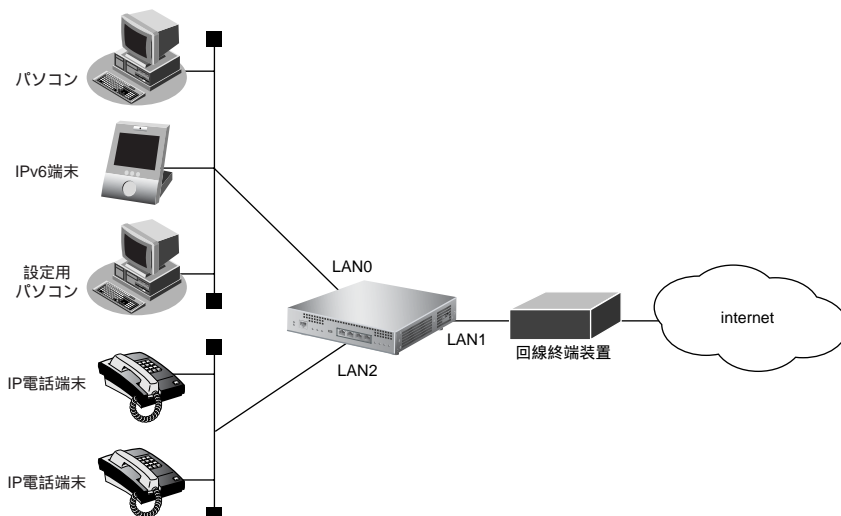 パソコン
IPv6端末
設定用
パソコン
IP電話端末
IP電話端末
LAN0
LAN1
LAN2
回線終端装置
internet